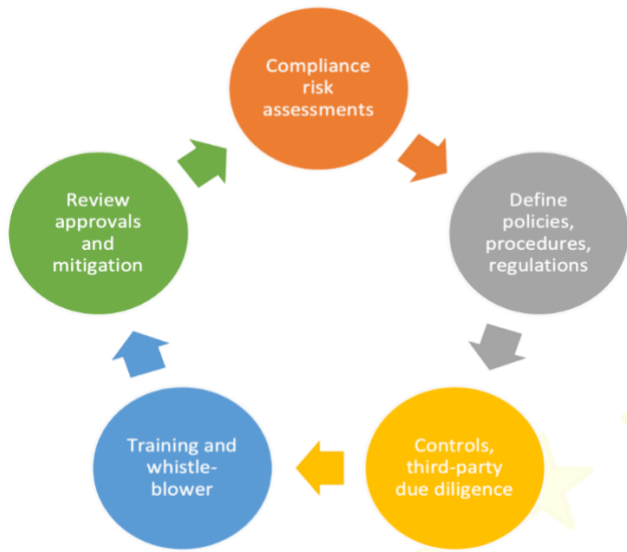 Compliance
risk
assessments
Define
policies,
procedures,
regulations
Controls,
third-party
due diligence
Training and
whistle-
blower
Review
approvals
and
mitigation